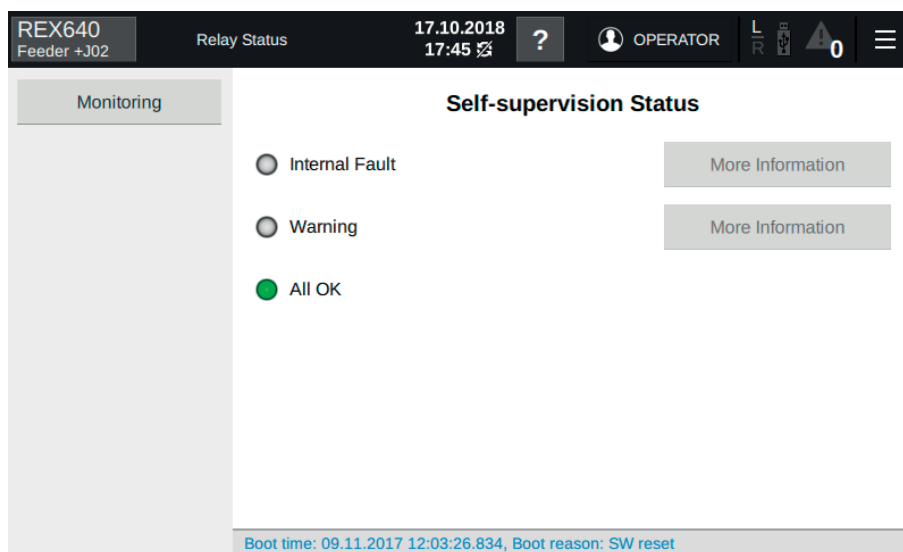 REX640
Feeder +J02
Relay Status
17.10.2018
17:45
?
OPERATOR
L
R
0
Monitoring
Self-supervision Status
Internal Fault
More Information
Warning
More Information
All OK
Boot time: 09.11.2017 12:03:26.834, Boot reason: SW reset